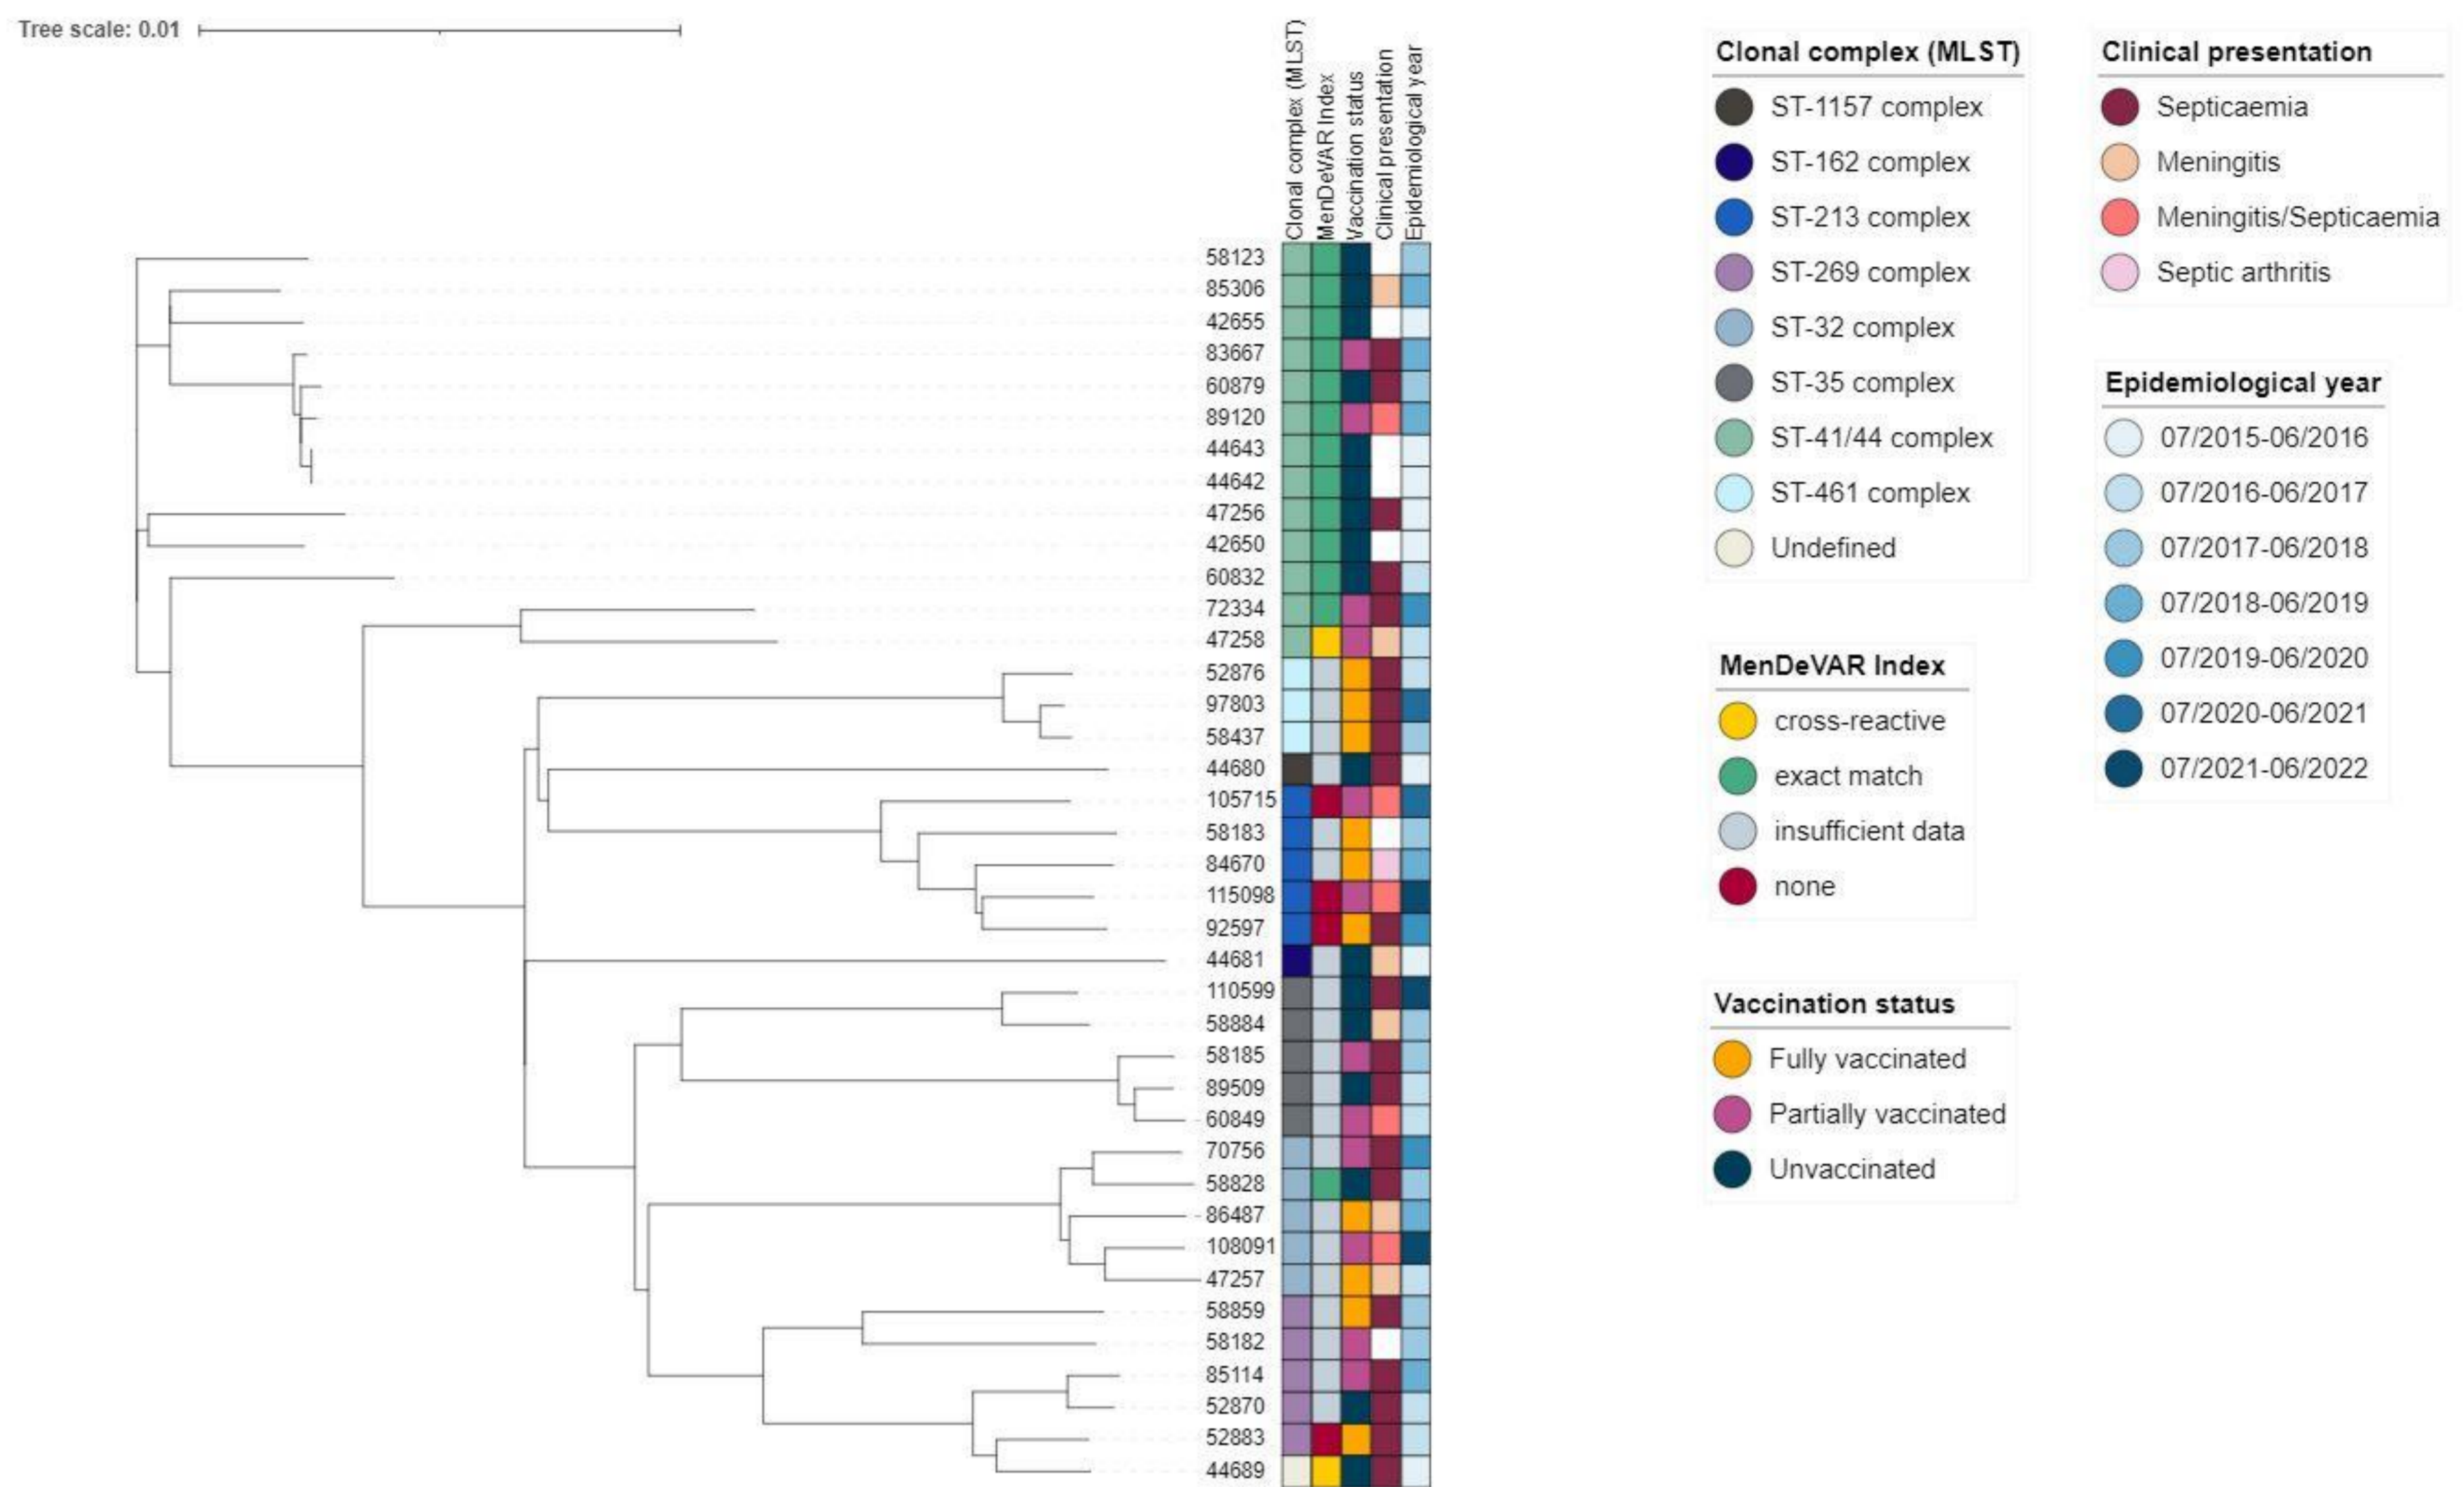 Tree scale: 0.01
Clonal complex (MLST)
MenDeVAR Index
Vaccination status
Clinical presentation
Epidemiological year
58123
85306
42655
83667
60879
89120
44643
44642
47256
42650
60832
72334
47258
52876
97803
58437
44680
105715
58183
84670
115098
92597
44681
110599
58884
58185
89509
60849
70756
58828
86487
108091
47257
58859
58182
85114
52870
52883
44689
Clonal complex (MLST)
ST-1157 complex
ST-162 complex
ST-213 complex
ST-269 complex
ST-32 complex
ST-35 complex
ST-41/44 complex
ST-461 complex
Undefined
MenDeVAR Index
cross-reactive
exact match
insufficient data
none
Vaccination status
Fully vaccinated
Partially vaccinated
Unvaccinated
Clinical presentation
Septicaemia
Meningitis
Meningitis/Septicaemia
Septic arthritis
Epidemiological year
07/2015-06/2016
07/2016-06/2017
07/2017-06/2018
07/2018-06/2019
07/2019-06/2020
07/2020-06/2021
07/2021-06/2022